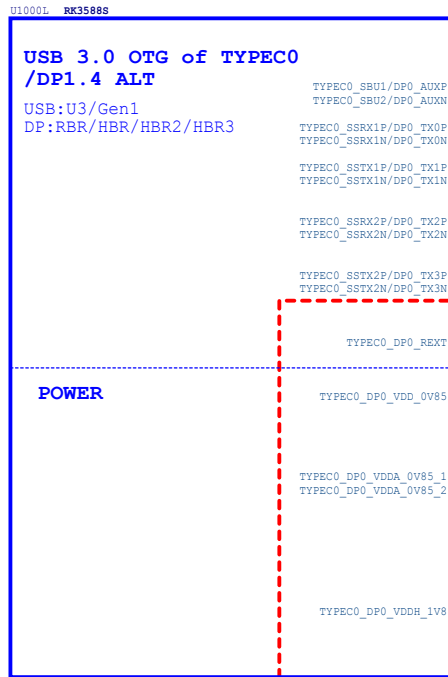 U1000L RK3588S
USB 3.0 OTG of TYPEC0
/DP1.4 ALT
USB:U3/Gen1
DP:RBR/HBR/HBR2/HBR3
TYPEC0_SBU1/DP0_AUXP
TYPEC0_SBU2/DP0_AUXN
TYPEC0_SSRX1P/DP0_TX0P
TYPEC0_SSRX1N/DP0_TX0N
TYPEC0_SSTX1P/DP0_TX1P
TYPEC0_SSTX1N/DP0_TX1N
TYPEC0_SSRX2P/DP0_TX2P
TYPEC0_SSRX2N/DP0_TX2N
TYPEC0_SSTX2P/DP0_TX3P
TYPEC0_SSTX2N/DP0_TX3N
TYPEC0_DP0_REXT
POWER
TYPEC0_DP0_VDD_0V85
TYPEC0_DP0_VDDA_0V85_1
TYPEC0_DP0_VDDA_0V85_2
TYPEC0_DP0_VDDH_1V8